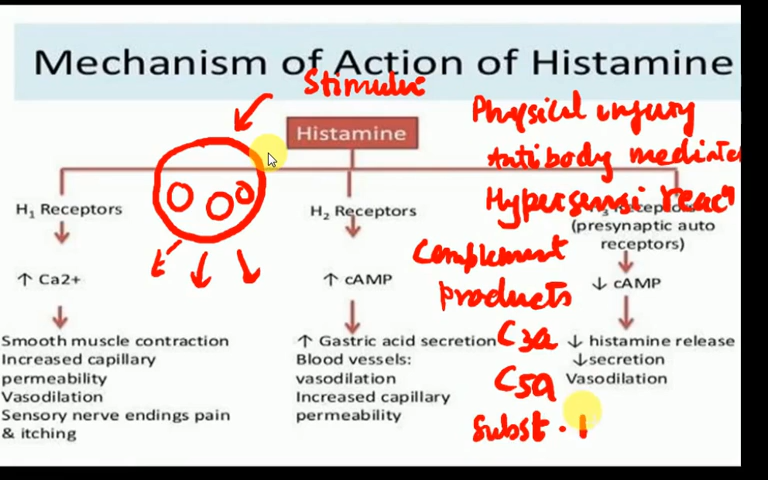 Mechanism of Action of Histamine
Stimulus
Histamine
Physical injury
Antibody mediate
Hypersensi react
H1 Receptors
H2 Receptors
(presynaptic auto
receptors)
Complement
products
↑ Ca2+
↑ cAMP
↓ cAMP
C3a
C5a
Subst.
Smooth muscle contraction
Increased capillary
permeability
Vasodilation
Sensory nerve endings pain
& itching
↑ Gastric acid secretion
Blood vessels:
vasodilation
Increased capillary
permeability
↓ histamine release
↓secretion
Vasodilation